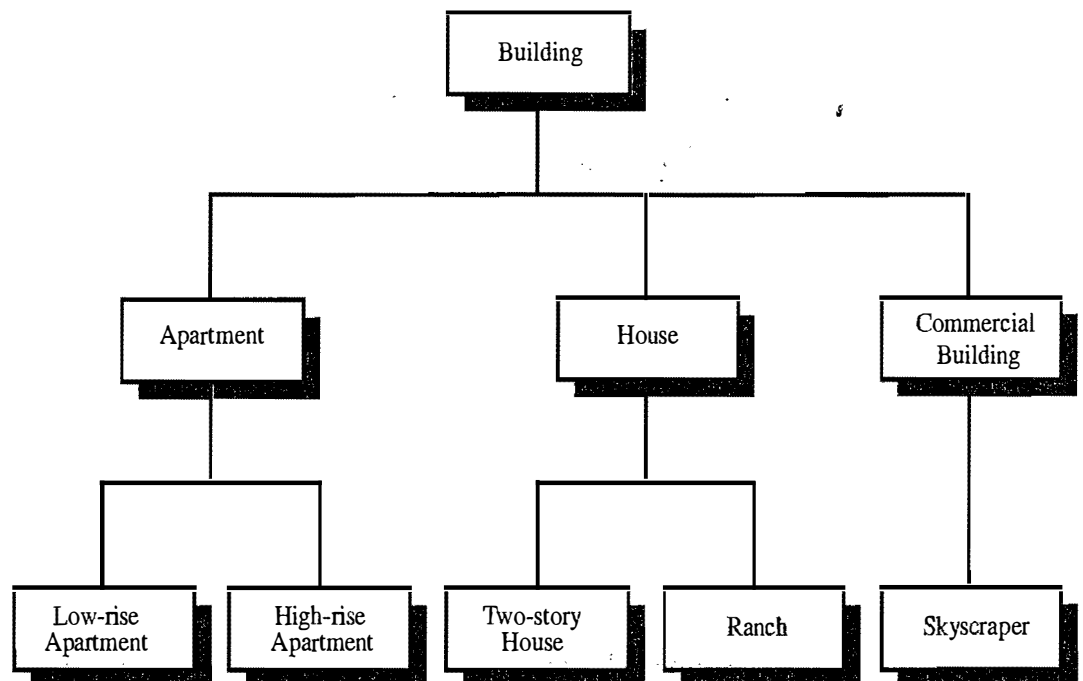 Building
Apartment
House
Commercial
Building
Low-rise
Apartment
High-rise
Apartment
Two-story
House
Ranch
Skyscraper